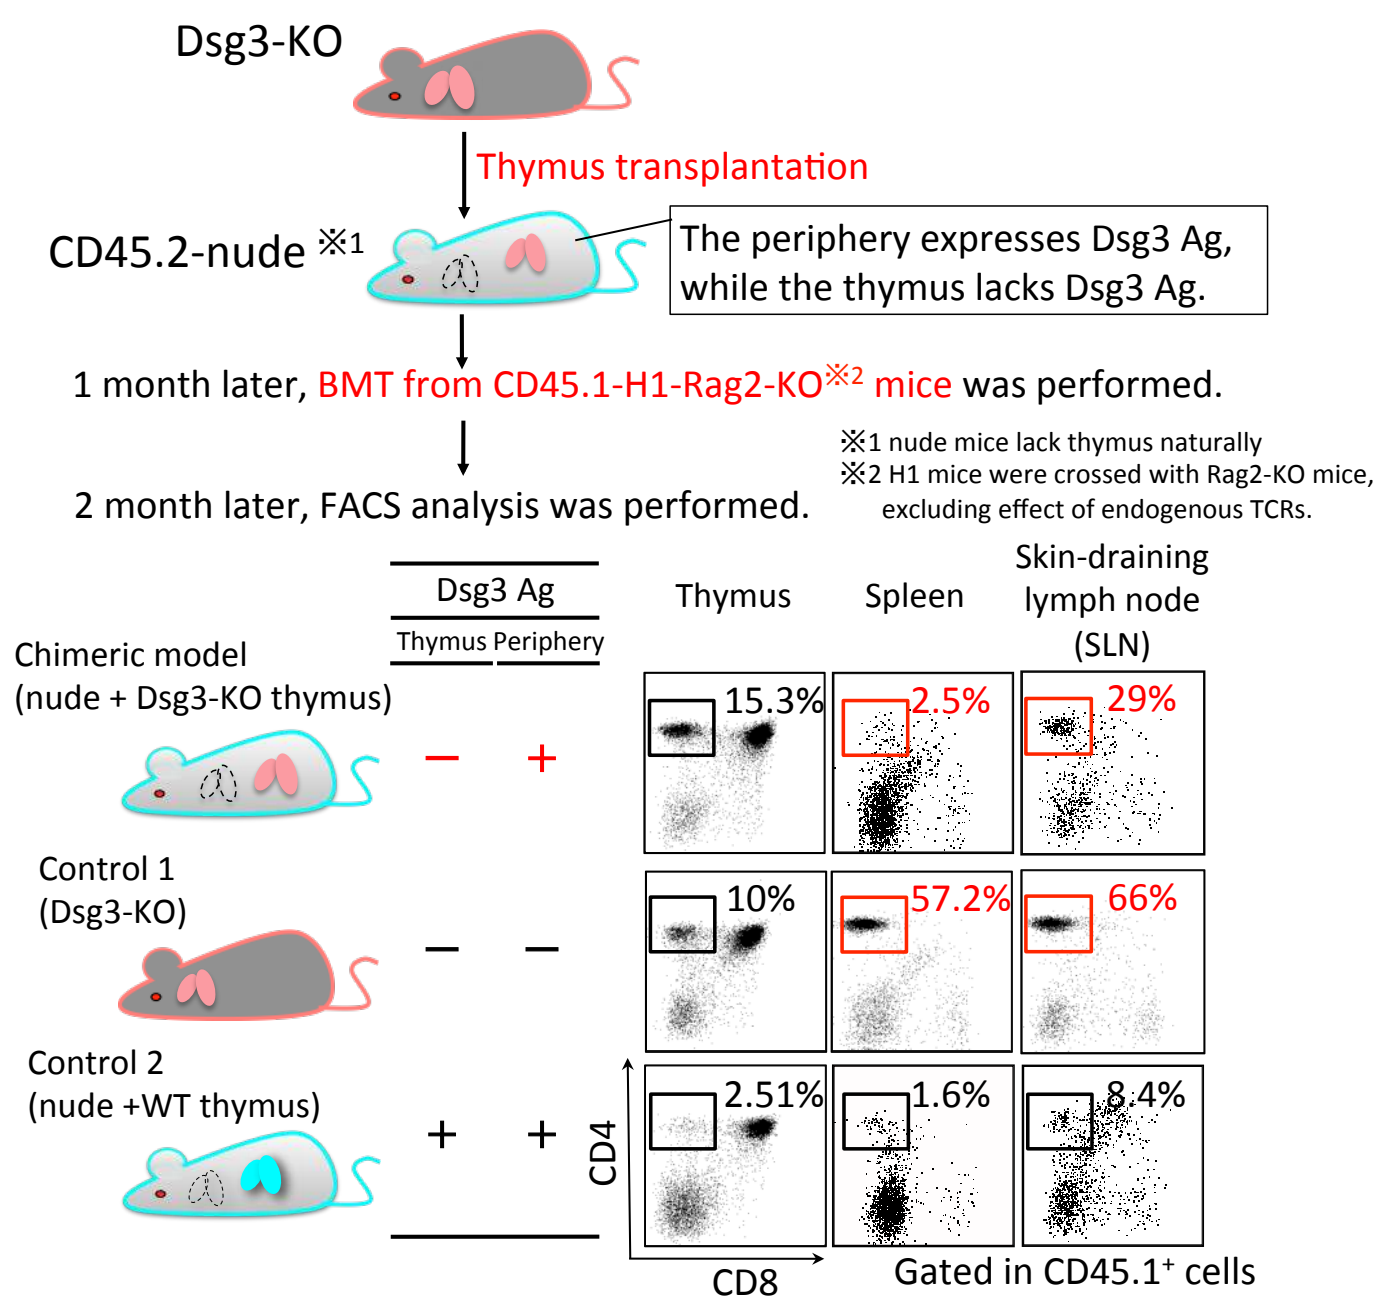 Dsg3-KO
Thymus transplantation
CD45.2-nude ※1
The periphery expresses Dsg3 Ag,
while the thymus lacks Dsg3 Ag.
1 month later, BMT from CD45.1-H1-Rag2-KO※2 mice was performed.
※1 nude mice lack thymus naturally
※2 H1 mice were crossed with Rag2-KO mice,
excluding effect of endogenous TCRs.
2 month later, FACS analysis was performed.
Dsg3 Ag
Thymus Periphery
Thymus
Spleen
Skin-draining
lymph node
(SLN)
Chimeric model
(nude + Dsg3-KO thymus)
− +
15.3%
2.5%
29%
Control 1
(Dsg3-KO)
− −
10%
57.2%
66%
Control 2
(nude +WT thymus)
+ +
2.51%
1.6%
8.4%
CD4
CD8
Gated in CD45.1⁺ cells